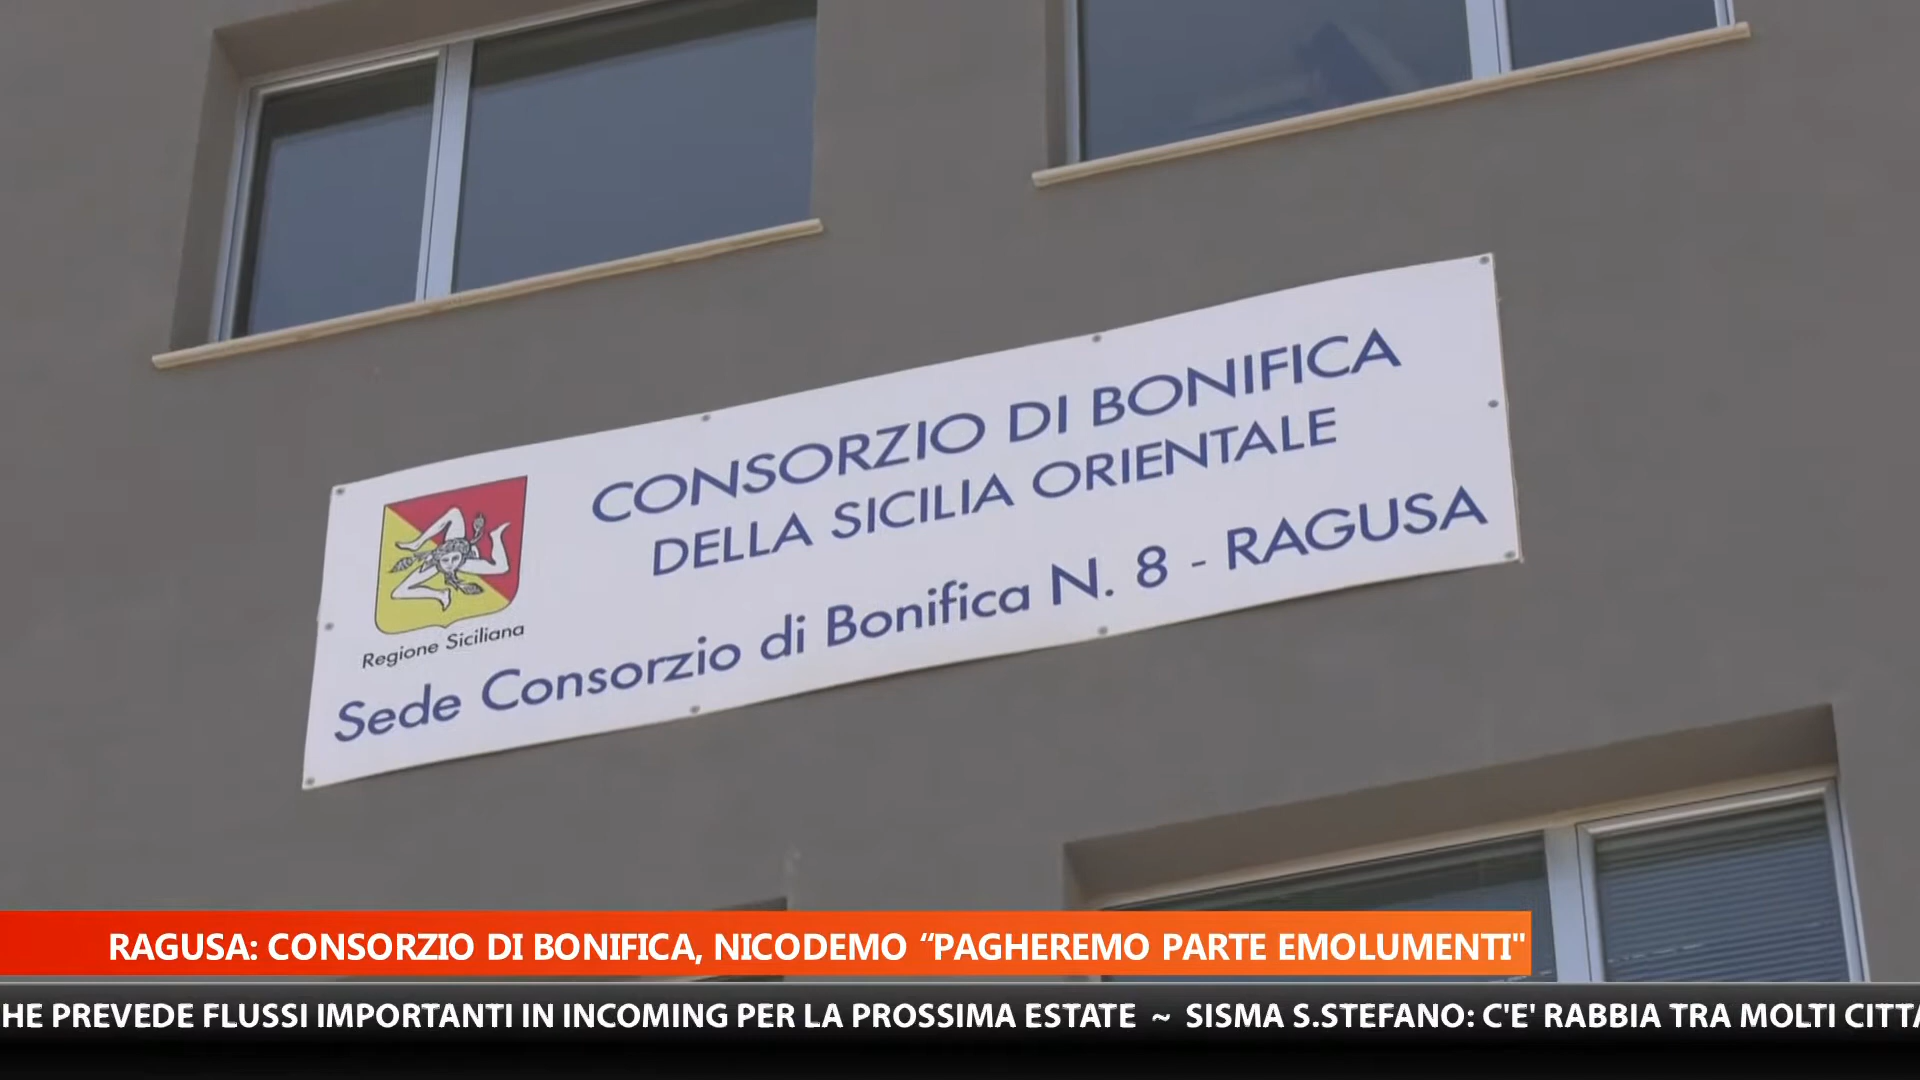 CONSORZIO DI BONIFICA
DELLA SICILIA ORIENTALE
Regione Siciliana
Sede Consorzio di Bonifica N. 8 - RAGUSA
RAGUSA: CONSORZIO DI BONIFICA, NICODEMO “PAGHEREMO PARTE EMOLUMENTI"
HE PREVEDE FLUSSI IMPORTANTI IN INCOMING PER LA PROSSIMA ESTATE ~ SISMA S.STEFANO: C'E' RABBIA TRA MOLTI CITTA